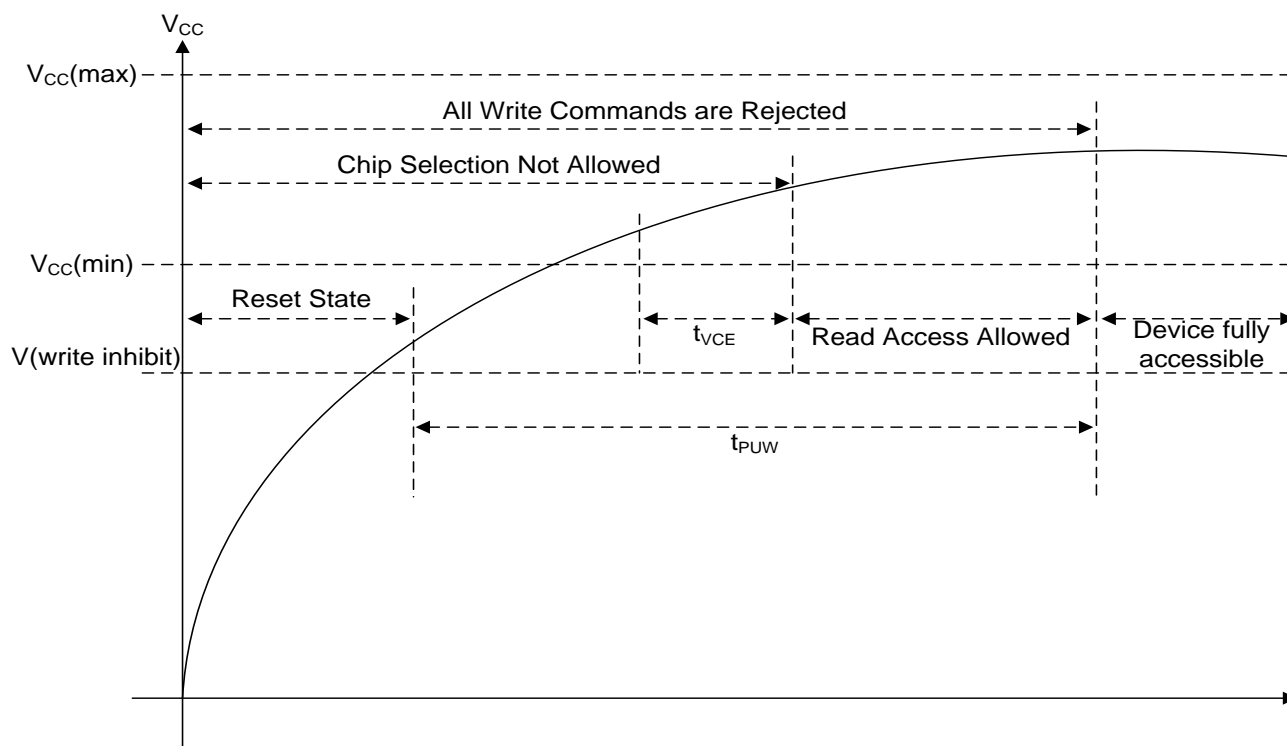 VCC
VCC(max)
All Write Commands are Rejected
Chip Selection Not Allowed
VCC(min)
Reset State
tVCE
Read Access Allowed
Device fully
accessible
V(write inhibit)
tPUW